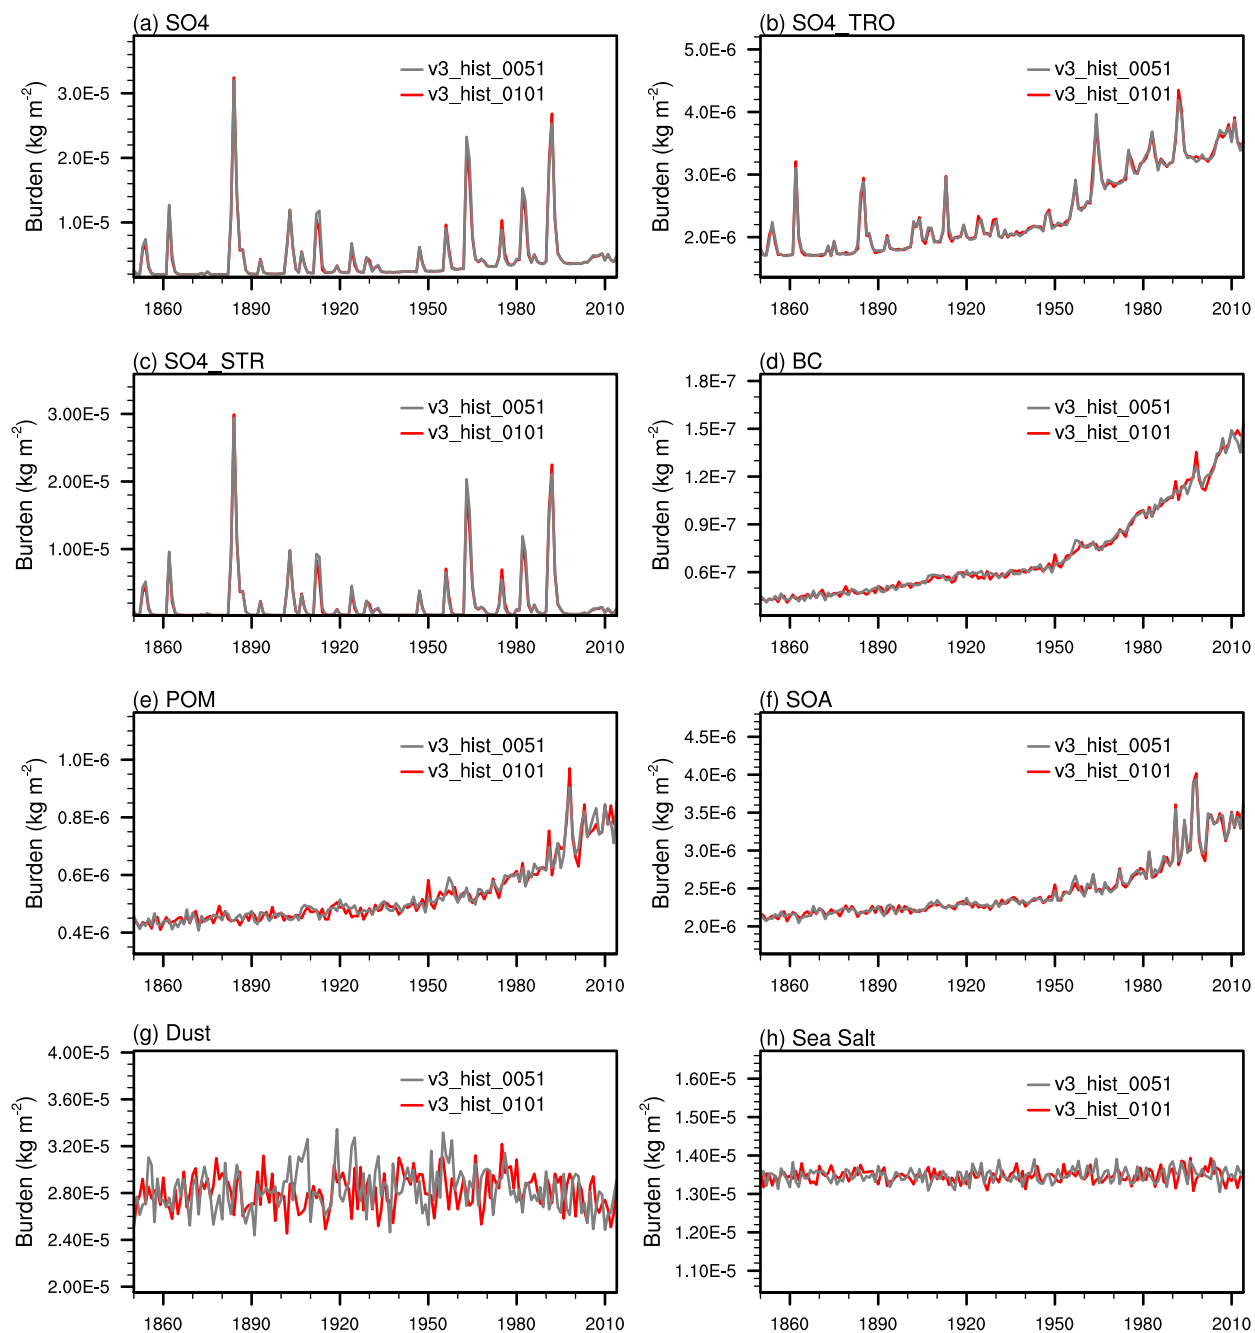 (a) SO4
v3_hist_0051
v3_hist_0101
Burden (kg m-2)
3.0E-5
2.0E-5
1.0E-5
1860 1890 1920 1950 1980 2010
(b) SO4_TRO
v3_hist_0051
v3_hist_0101
Burden (kg m-2)
5.0E-6
4.0E-6
3.0E-6
2.0E-6
1860 1890 1920 1950 1980 2010
(c) SO4_STR
v3_hist_0051
v3_hist_0101
Burden (kg m-2)
3.00E-5
2.00E-5
1.00E-5
1860 1890 1920 1950 1980 2010
(d) BC
v3_hist_0051
v3_hist_0101
Burden (kg m-2)
1.8E-7
1.5E-7
1.2E-7
0.9E-7
0.6E-7
1860 1890 1920 1950 1980 2010
(e) POM
v3_hist_0051
v3_hist_0101
Burden (kg m-2)
1.0E-6
0.8E-6
0.6E-6
0.4E-6
1860 1890 1920 1950 1980 2010
(f) SOA
v3_hist_0051
v3_hist_0101
Burden (kg m-2)
4.5E-6
4.0E-6
3.5E-6
3.0E-6
2.5E-6
2.0E-6
1860 1890 1920 1950 1980 2010
(g) Dust
v3_hist_0051
v3_hist_0101
Burden (kg m-2)
4.00E-5
3.60E-5
3.20E-5
2.80E-5
2.40E-5
2.00E-5
1860 1890 1920 1950 1980 2010
(h) Sea Salt
v3_hist_0051
v3_hist_0101
Burden (kg m-2)
1.60E-5
1.50E-5
1.40E-5
1.30E-5
1.20E-5
1.10E-5
1860 1890 1920 1950 1980 2010